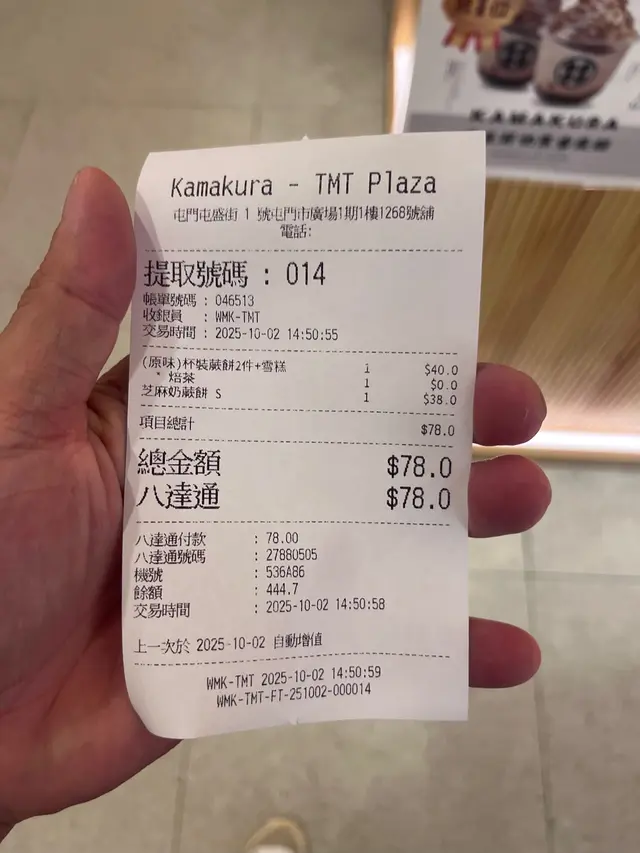 Kamakura - TMT Plaza
屯門屯盛街 1 號屯門市廣場1期1樓1268號舖
電話:
提取號碼 : 014
帳單號碼 : 046513
收銀員 : WMK-TMT
交易時間 : 2025-10-02 14:50:55
(原味)杯裝蕨餅2件+雪糕 1 $40.0
* 焙茶 1 $0.0
芝麻奶蕨餅 S 1 $38.0
項目總計 $78.0
總金額 $78.0
八達通 $78.0
八達通付款 : 78.00
八達通號碼 : 27880505
機號 : 536A86
餘額 : 444.7
交易時間 : 2025-10-02 14:50:58
上一次於 2025-10-02 自動增值
WMK-TMT 2025-10-02 14:50:59
WMK-TMT-FT-251002-000014
KAMAKURA